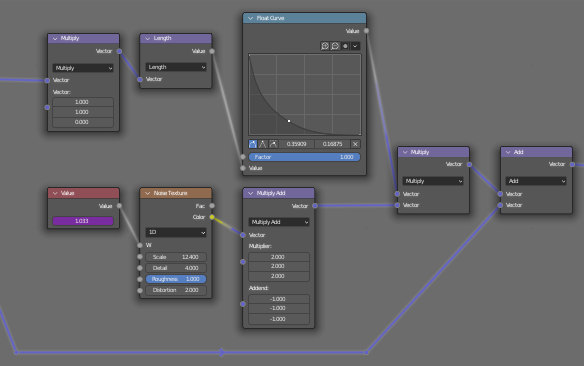 Multiply
Vector
Multiply
Vector
Vector:
1.000
1.000
0.000
Length
Value
Length
Vector
Float Curve
Value
0.35909
0.16875
Factor
1.000
Value
Value
Value
1.033
Noise Texture
Fac
Color
1D
W
Scale
12.400
Detail
4.000
Roughness
1.000
Distortion
2.000
Multiply Add
Vector
Multiply Add
Vector
Multiplier:
2.000
2.000
2.000
Addend:
-1.000
-1.000
-1.000
Multiply
Vector
Multiply
Vector
Vector
Add
Vector
Add
Vector
Vector